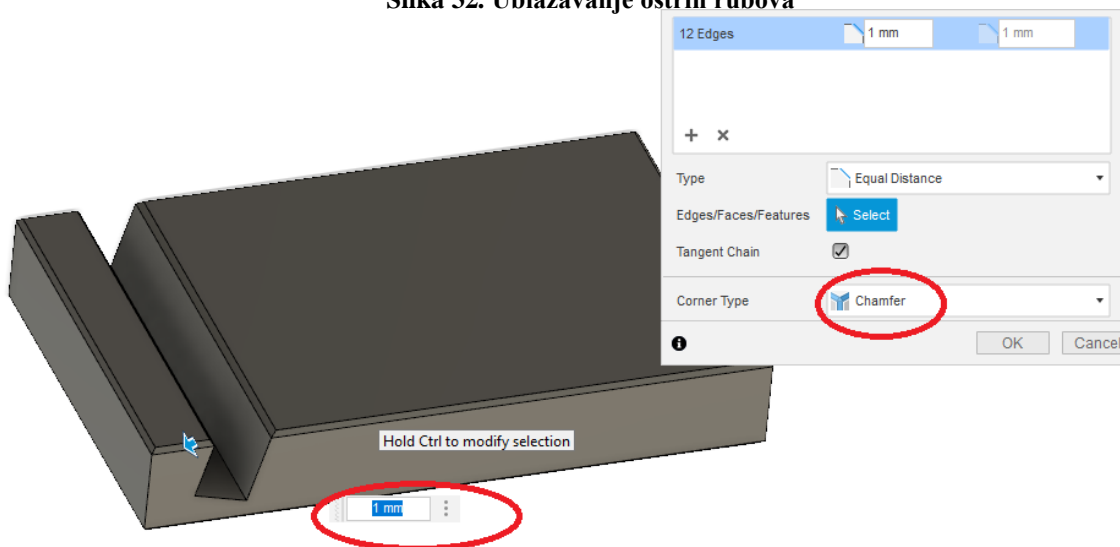 Slika 32. Ublažavanje oštrih rubova
12 Edges 1 mm 1 mm
Type Equal Distance
Edges/Faces/Features Select
Tangent Chain
Corner Type Chamfer
OK Cancel
Hold Ctrl to modify selection
1 mm